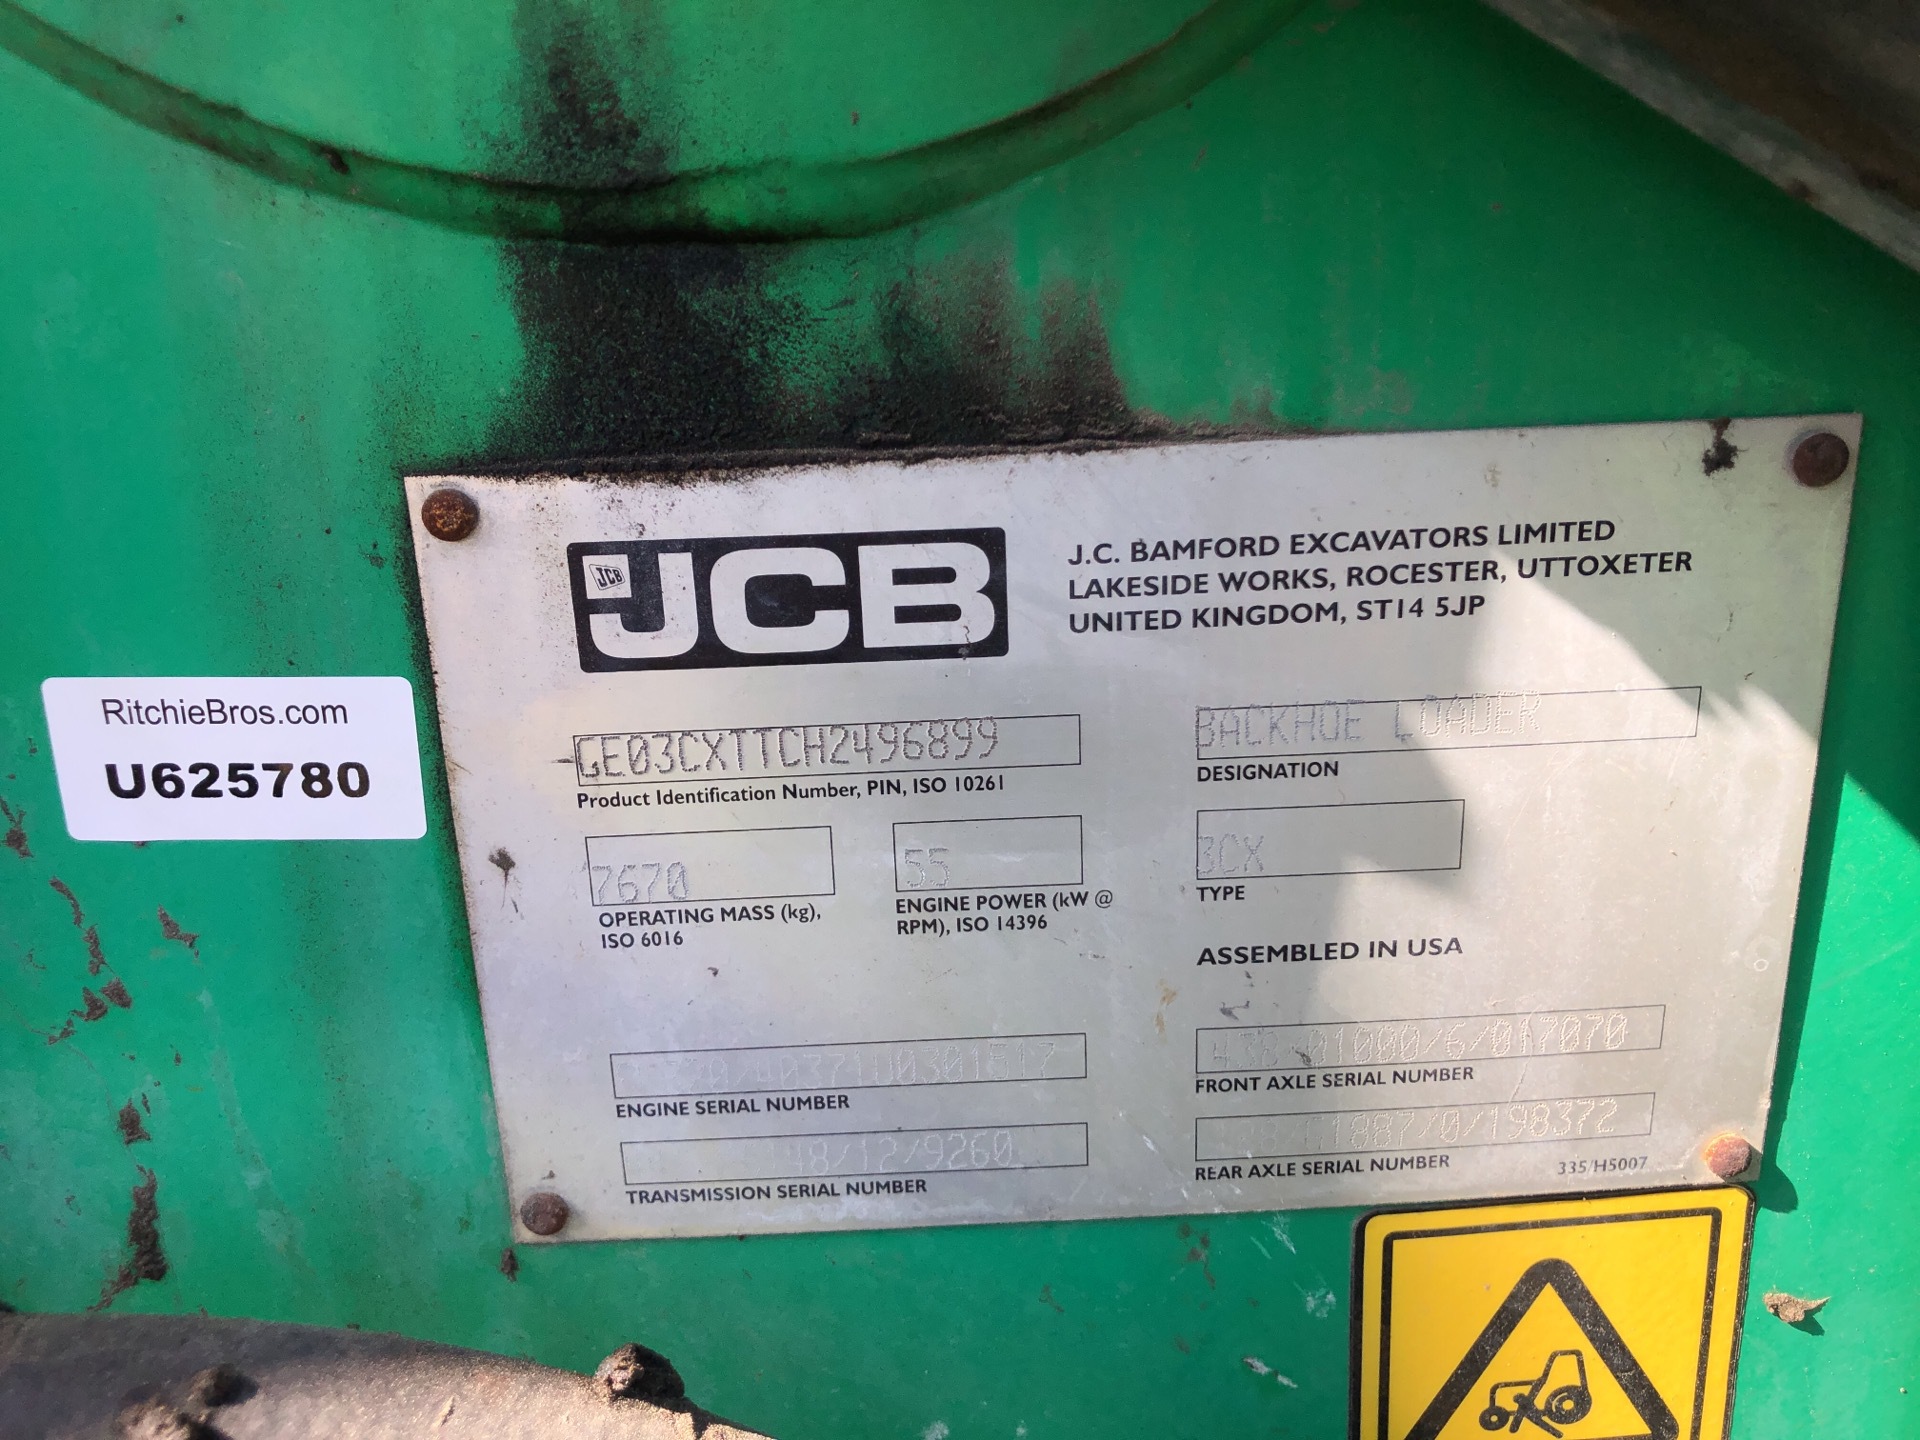 JCB
JCB
J.C. BAMFORD EXCAVATORS LIMITED
LAKESIDE WORKS, ROCESTER, UTTOXETER
UNITED KINGDOM, ST14 5JP
RitchieBros.com
U625780
GE03CXTTCH2496899
Product Identification Number, PIN, ISO 10261
BACKHOE LOADER
DESIGNATION
7670
OPERATING MASS (kg),
ISO 6016
55
ENGINE POWER (kW @
RPM), ISO 14396
3CX
TYPE
ASSEMBLED IN USA
ENGINE SERIAL NUMBER
FRONT AXLE SERIAL NUMBER
TRANSMISSION SERIAL NUMBER
REAR AXLE SERIAL NUMBER
335/H5007